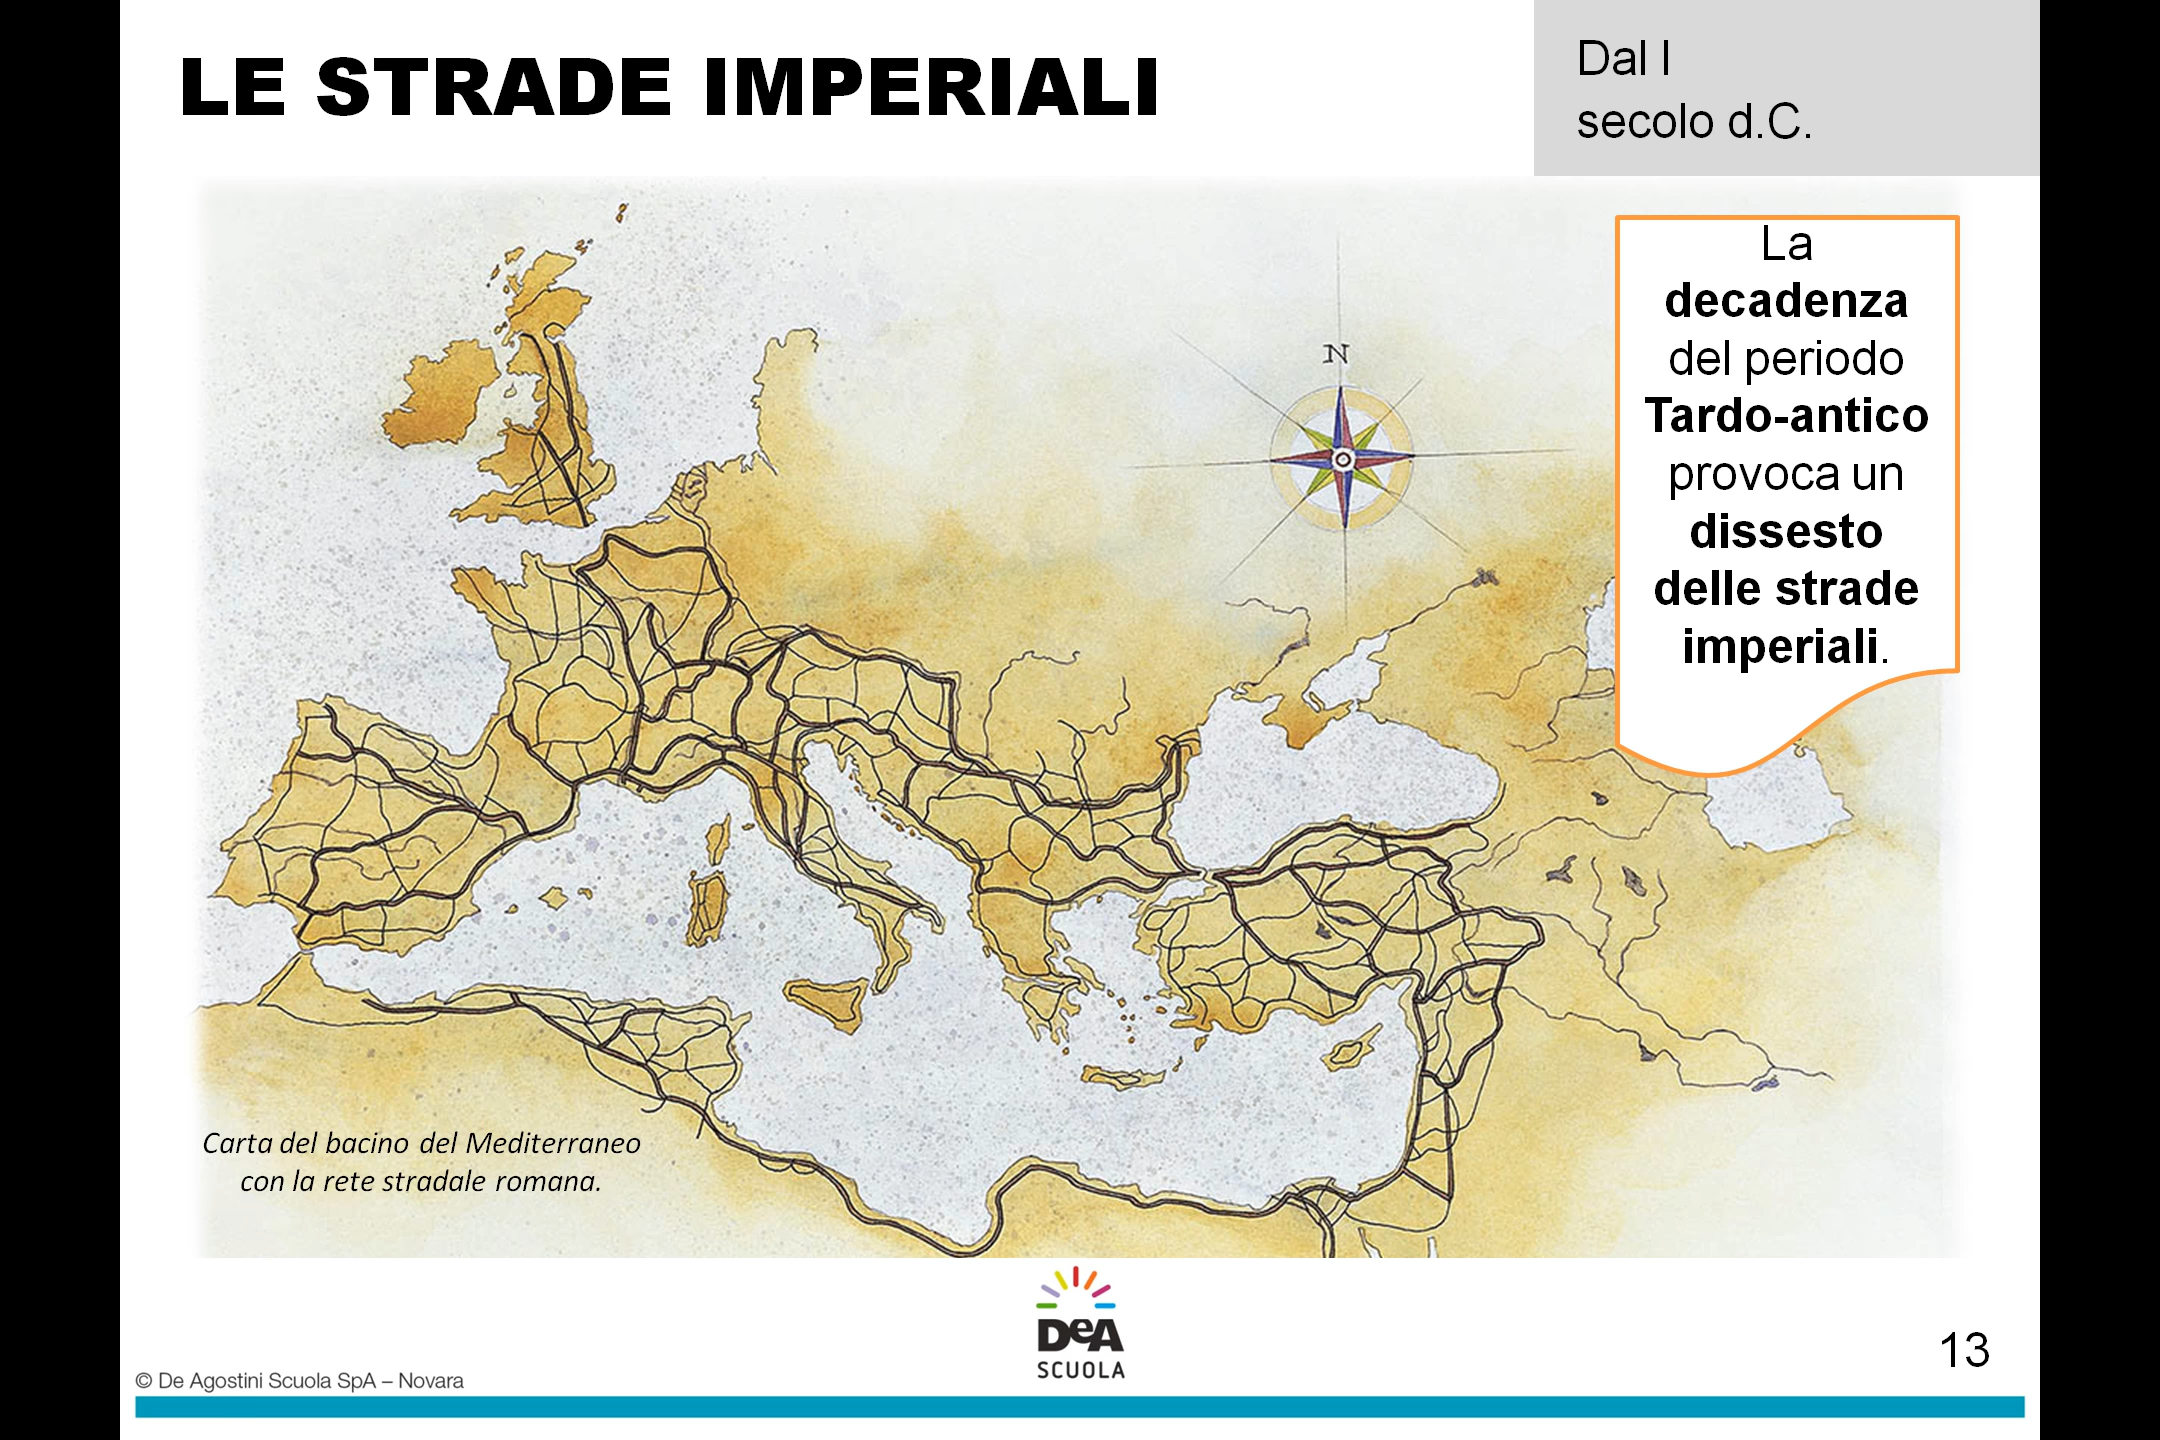 LE STRADE IMPERIALI
Dal I
secolo d.C.
La
decadenza
del periodo
Tardo-antico
provoca un
dissesto
delle strade
imperiali.
N
Carta del bacino del Mediterraneo
con la rete stradale romana.
DeA
SCUOLA
13
© De Agostini Scuola SpA – Novara